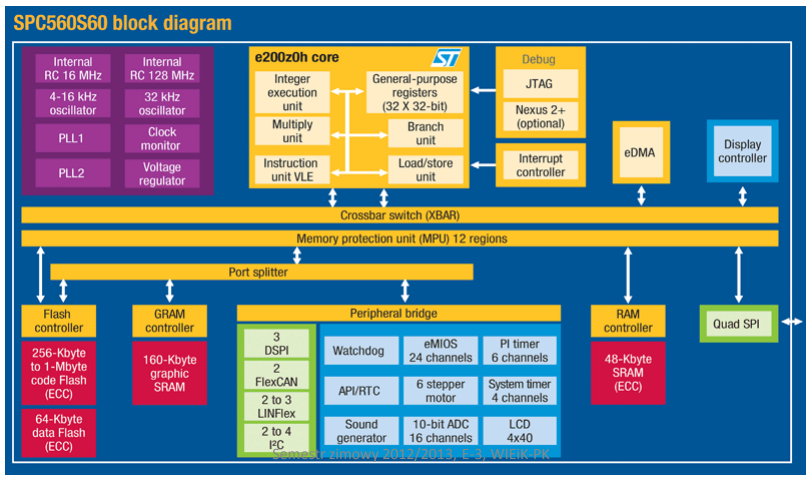 SPC560S60 block diagram
Internal
RC 16 MHz
Internal
RC 128 MHz
4-16 kHz
oscillator
32 kHz
oscillator
PLL1
Clock
monitor
PLL2
Voltage
regulator
e200z0h core
ST
Integer
execution
unit
General-purpose
registers
(32 X 32-bit)
Multiply
unit
Branch
unit
Instruction
unit VLE
Load/store
unit
Debug
JTAG
Nexus 2+
(optional)
Interrupt
controller
eDMA
Display
controller
Crossbar switch (XBAR)
Memory protection unit (MPU) 12 regions
Port splitter
Flash
controller
GRAM
controller
Peripheral bridge
RAM
controller
Quad SPI
256-Kbyte
to 1-Mbyte
code Flash
(ECC)
64-Kbyte
data Flash
(ECC)
160-Kbyte
graphic
SRAM
3
DSPI
2
FlexCAN
2 to 3
LINFlex
2 to 4
I²C
Watchdog
eMIOS
24 channels
PI timer
6 channels
API/RTC
6 stepper
motor
System timer
4 channels
Sound
generator
10-bit ADC
16 channels
LCD
4x40
48-Kbyte
SRAM
(ECC)
Semestr zimowy 2012/2013, E-3, WIEiK-PK